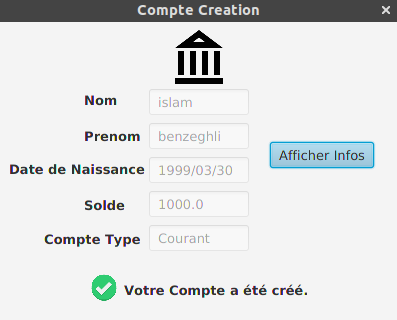 Compte Creation
Nom islam
Prenom benzeghli
Afficher Infos
Date de Naissance 1999/03/30
Solde 1000.0
Compte Type Courant
Votre Compte a été créé.